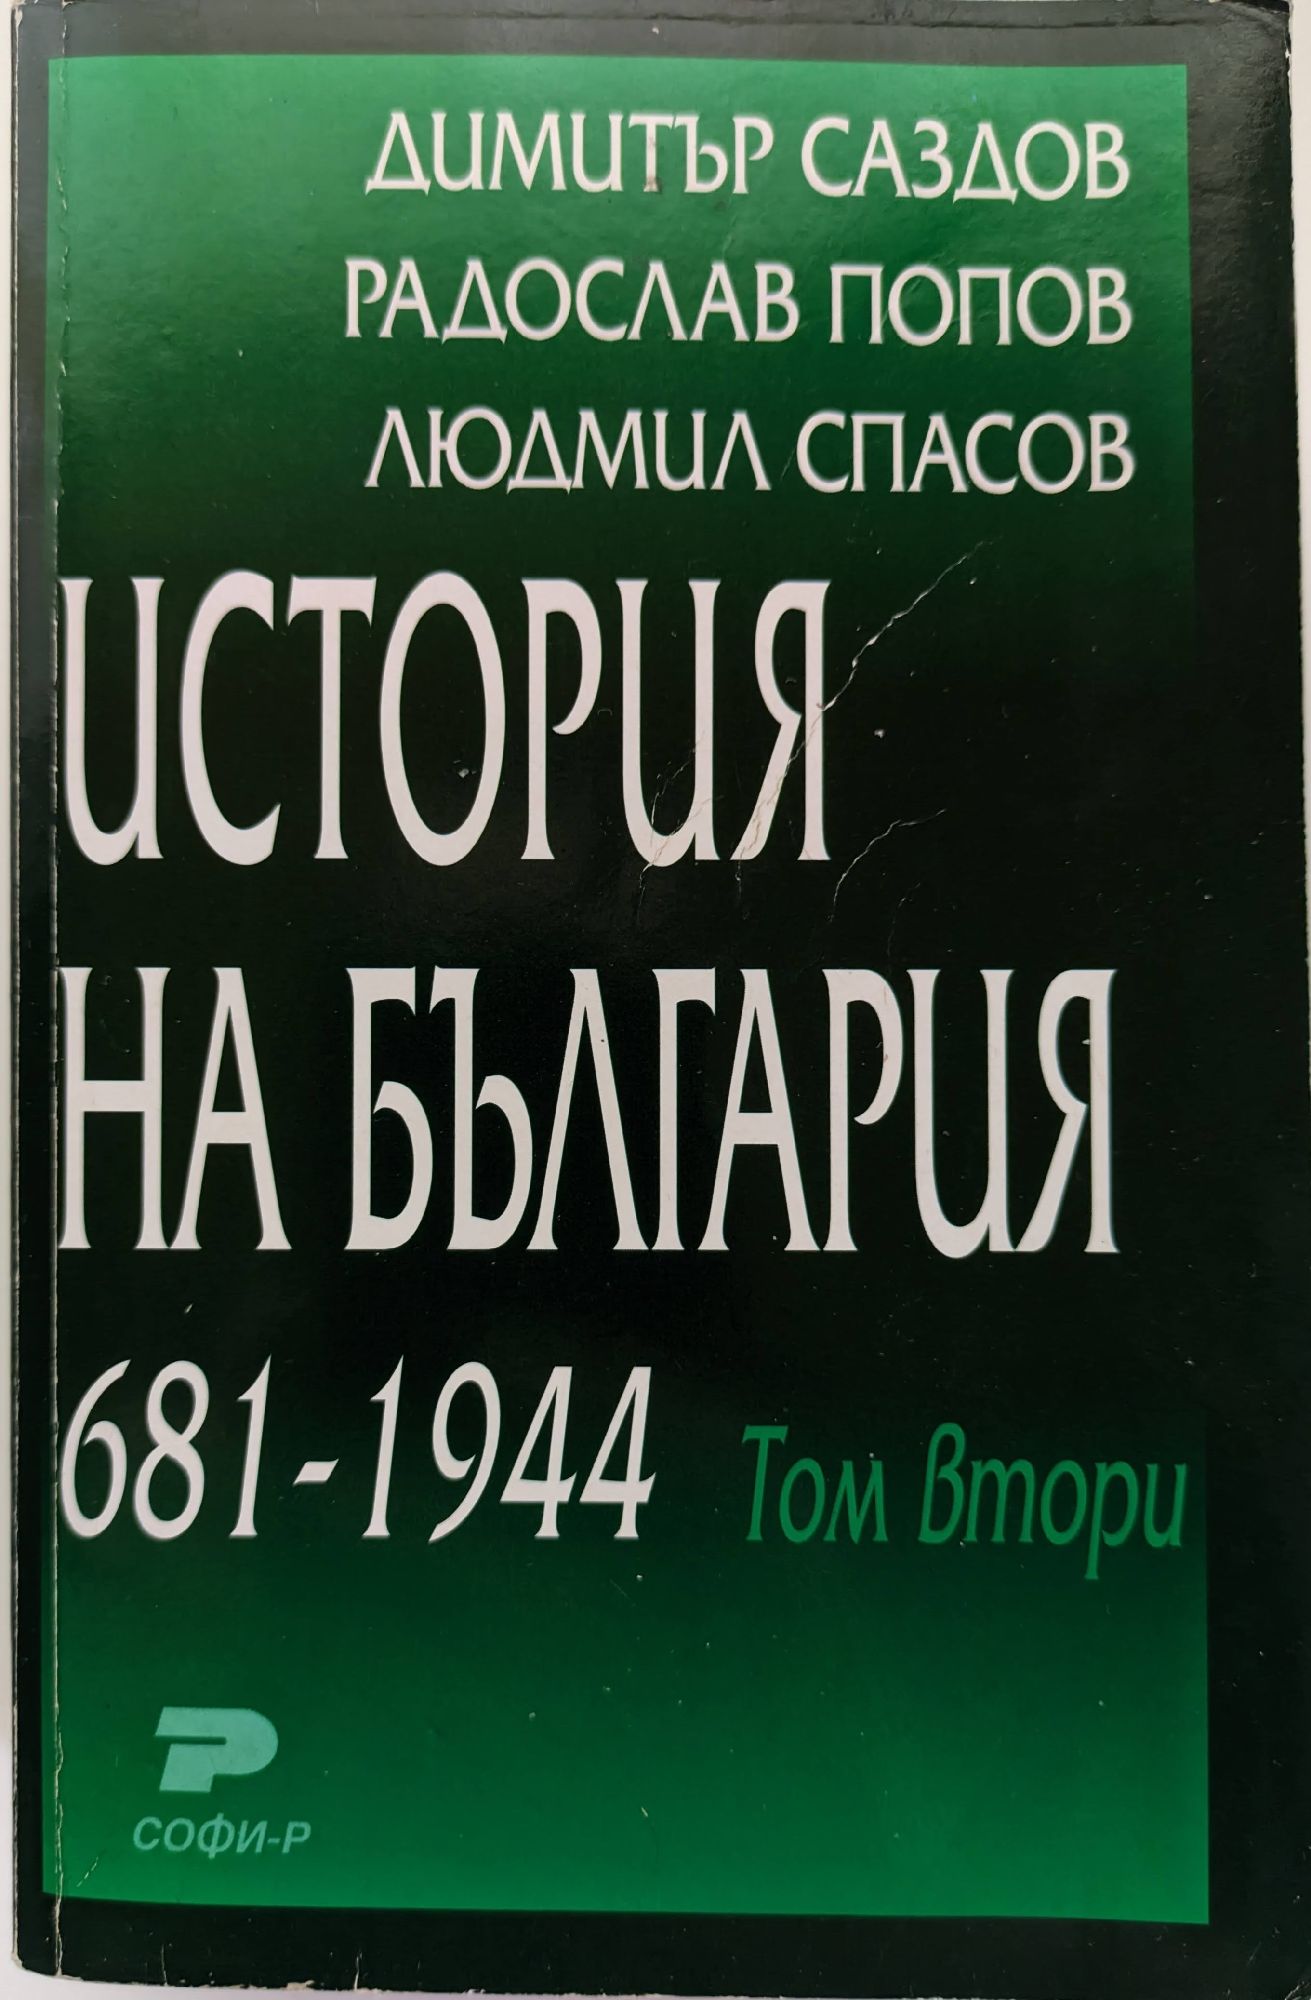 ДИМИТЪР САЗДОВ
РАДОСЛАВ ПОПОВ
ЛЮДМИЛ СПАСОВ
ИСТОРИЯ
НА БЪЛГАРИЯ
681-1944 Том втори
Р
СОФИ-Р